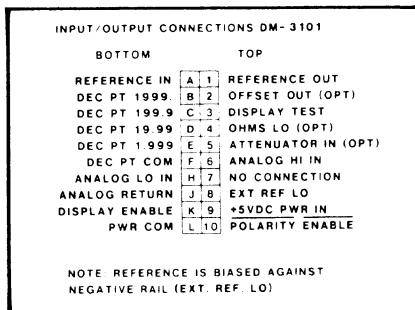 INPUT/OUTPUT CONNECTIONS DM-3101
BOTTOM TOP
REFERENCE IN A 1 REFERENCE OUT
DEC PT 1999. B 2 OFFSET OUT (OPT)
DEC PT 199.9 C 3 DISPLAY TEST
DEC PT 19.99 D 4 OHMS LO (OPT)
DEC PT 1.999 E 5 ATTENUATOR IN (OPT)
DEC PT COM F 6 ANALOG HI IN
ANALOG LO IN H 7 NO CONNECTION
ANALOG RETURN J 8 EXT REF LO
DISPLAY ENABLE K 9 +5VDC PWR IN
PWR COM L 10 POLARITY ENABLE
NOTE: REFERENCE IS BIASED AGAINST
NEGATIVE RAIL (EXT. REF. LO)